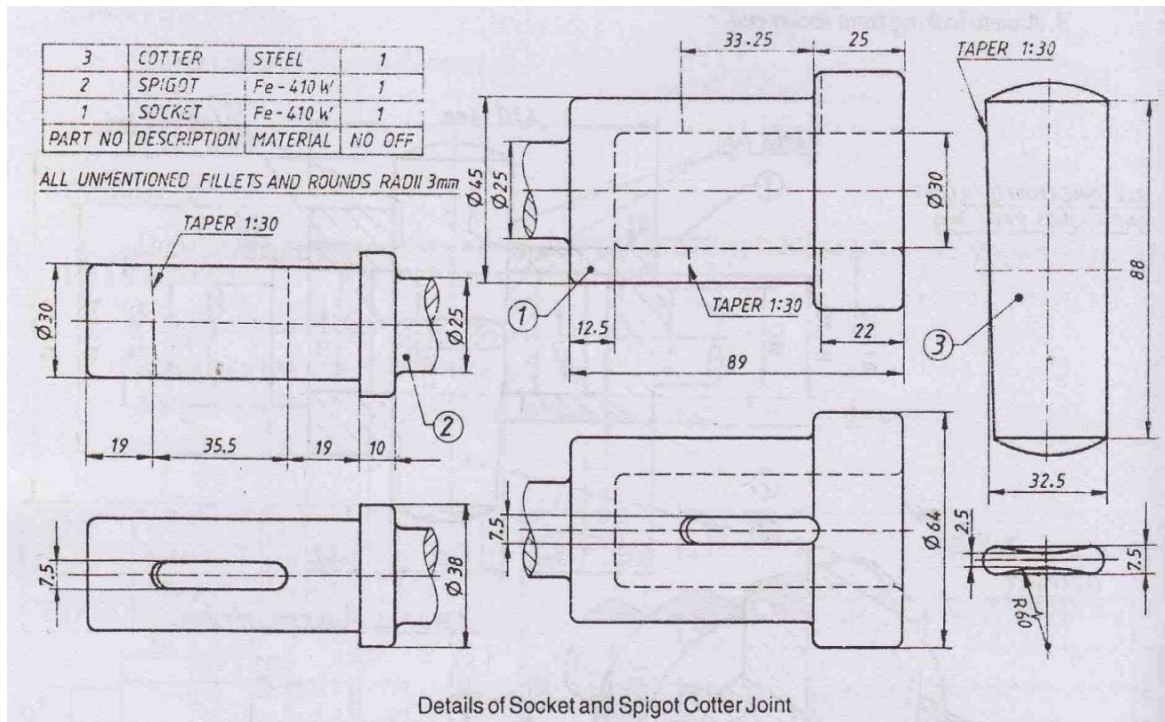 3 COTTER STEEL 1
2 SPIGOT Fe-410 W 1
1 SOCKET Fe-410 W 1
PART NO DESCRIPTION MATERIAL NO OFF
ALL UNMENTIONED FILLETS AND ROUNDS RADII 3mm
TAPER 1:30
Ø30
Ø25
2
19 35.5 19 10
7.5
Ø38
33.25 25
Ø45
Ø25
Ø30
1
TAPER 1:30
12.5
22
89
7.5
Ø64
TAPER 1:30
88
3
32.5
2.5
7.5
R60
Details of Socket and Spigot Cotter Joint